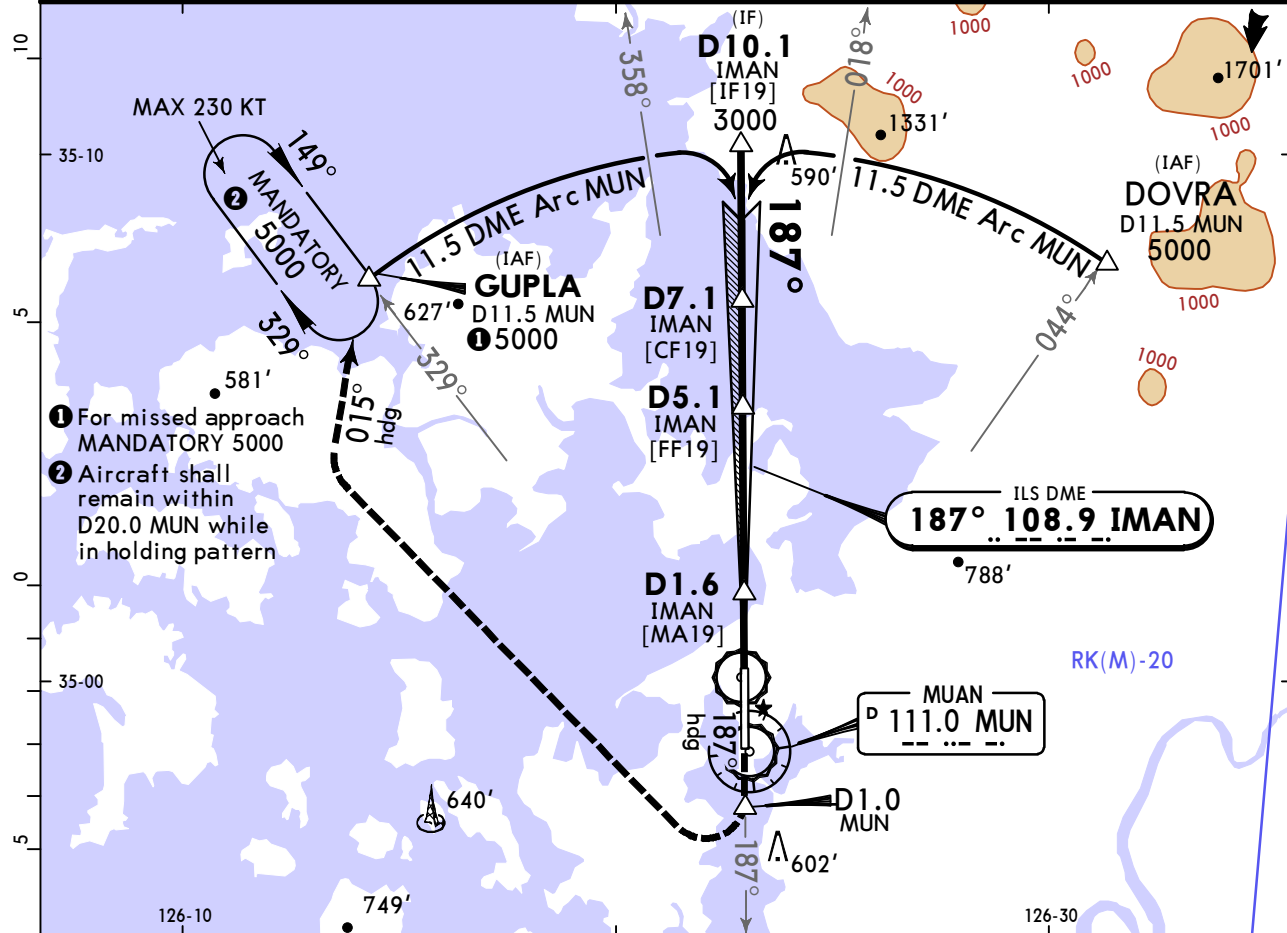 10
5
0
5
35-10
35-00
126-10
126-30
MAX 230 KT
149°
❷
MANDATORY
5000
329°
358°
018°
(IF)
D10.1
IMAN
[IF19]
3000
1000
1000
1000
1331'
1701'
1000
590'
11.5 DME Arc MUN
11.5 DME Arc MUN
(IAF)
DOVRA
D11.5 MUN
5000
1000
(IAF)
GUPLA
D11.5 MUN
❶ 5000
627'
329°
187°
044°
1000
D7.1
IMAN
[CF19]
D5.1
IMAN
[FF19]
581'
015°
hdg
❶ For missed approach
MANDATORY 5000
❷ Aircraft shall
remain within
D20.0 MUN while
in holding pattern
ILS DME
187° 108.9 IMAN
788'
D1.6
IMAN
[MA19]
RK(M)-20
187°
hdg
MUAN
D 111.0 MUN
D1.0
MUN
640'
602'
187°
749'